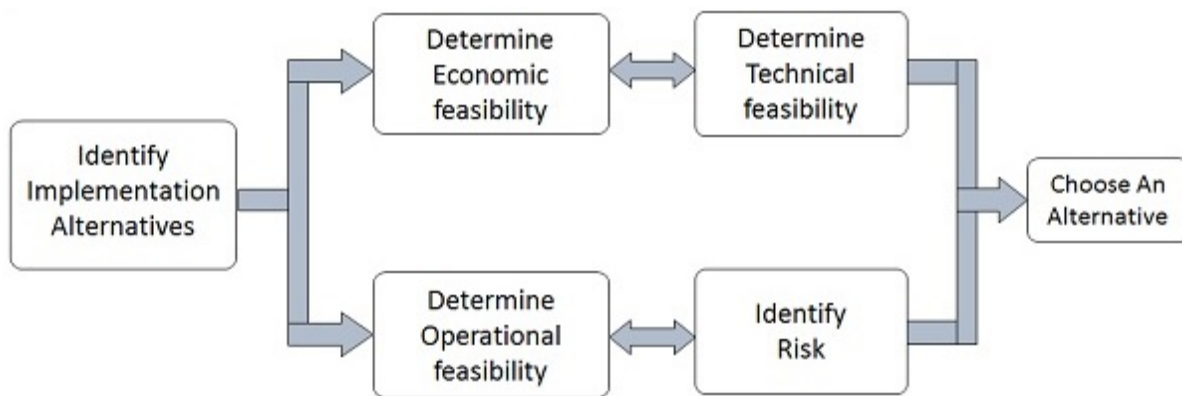 Identify
Implementation
Alternatives
Determine
Economic
feasibility
Determine
Technical
feasibility
Determine
Operational
feasibility
Identify
Risk
Choose An
Alternative